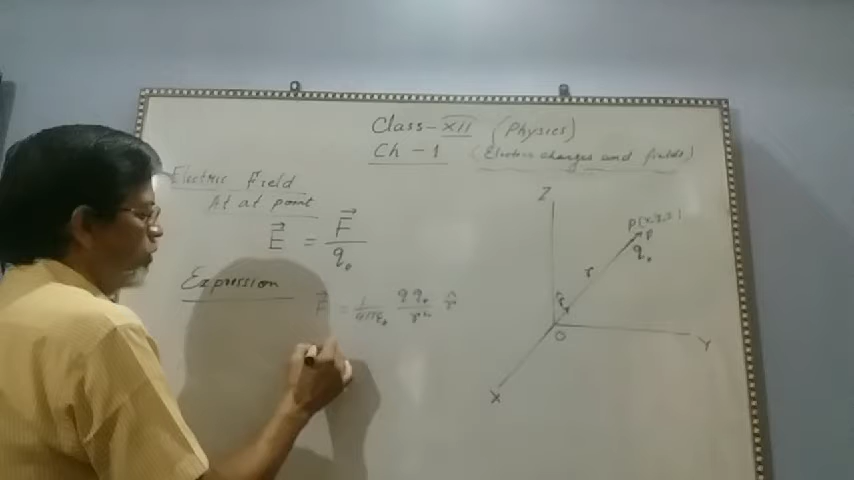 Class - XII (Physics)
Ch - 1 (Electric charges and fields)
Electric Field
At at point
E⃗ = F⃗ / q₀
Expression
F⃗ = 1/4πε₀ q q₀/r² r̂
Z
P
q₀
r
r̂
O
Y
X